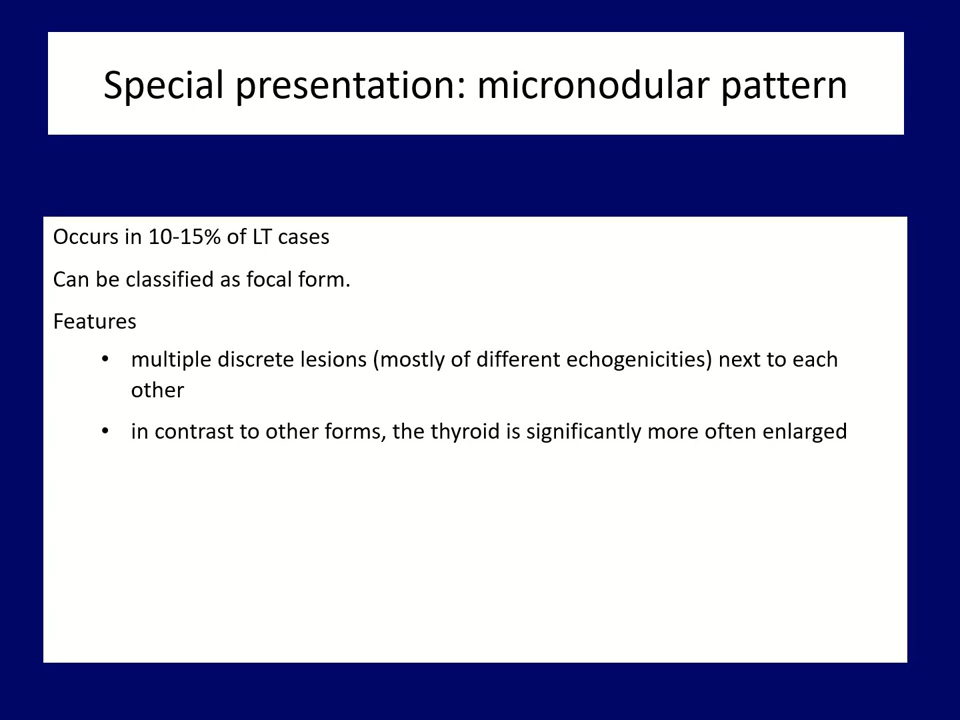 Special presentation: micronodular pattern
Occurs in 10-15% of LT cases
Can be classified as focal form.
Features
• multiple discrete lesions (mostly of different echogenicities) next to each
other
• in contrast to other forms, the thyroid is significantly more often enlarged